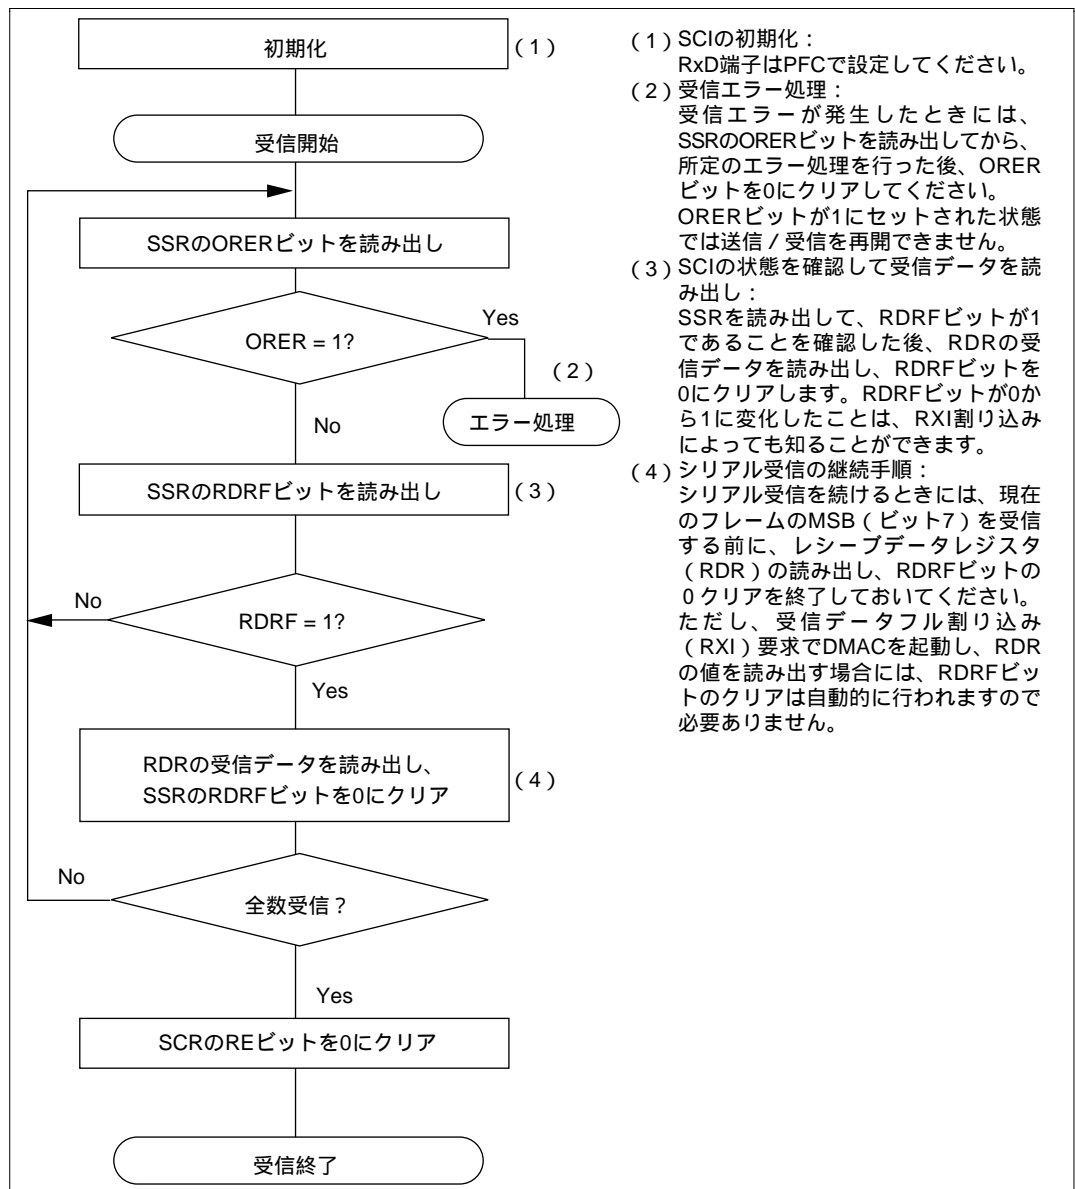 初期化
（1）
受信開始
SSRのORERビットを読み出し
ORER = 1?
Yes
（2）
エラー処理
No
SSRのRDRFビットを読み出し
（3）
RDRF = 1?
No
Yes
RDRの受信データを読み出し、
SSRのRDRFビットを0にクリア
（4）
全数受信？
No
Yes
SCRのREビットを0にクリア
受信終了
（1）SCIの初期化：
RxD端子はPFCで設定してください。
（2）受信エラー処理：
受信エラーが発生したときには、
SSRのORERビットを読み出してから、
所定のエラー処理を行った後、ORER
ビットを0にクリアしてください。
ORERビットが1にセットされた状態
では送信／受信を再開できません。
（3）SCIの状態を確認して受信データを読
み出し：
SSRを読み出して、RDRFビットが1
であることを確認した後、RDRの受
信データを読み出し、RDRFビットを
0にクリアします。RDRFビットが0か
ら1に変化したことは、RXI割り込み
によっても知ることができます。
（4）シリアル受信の継続手順：
シリアル受信を続けるときには、現在
のフレームのMSB（ビット7）を受信
する前に、レシーブデータレジスタ
（RDR）の読み出し、RDRFビットの
0クリアを終了しておいてください。
ただし、受信データフル割り込み
（RXI）要求でDMACを起動し、RDR
の値を読み出す場合には、RDRFビッ
トのクリアは自動的に行われますので
必要ありません。